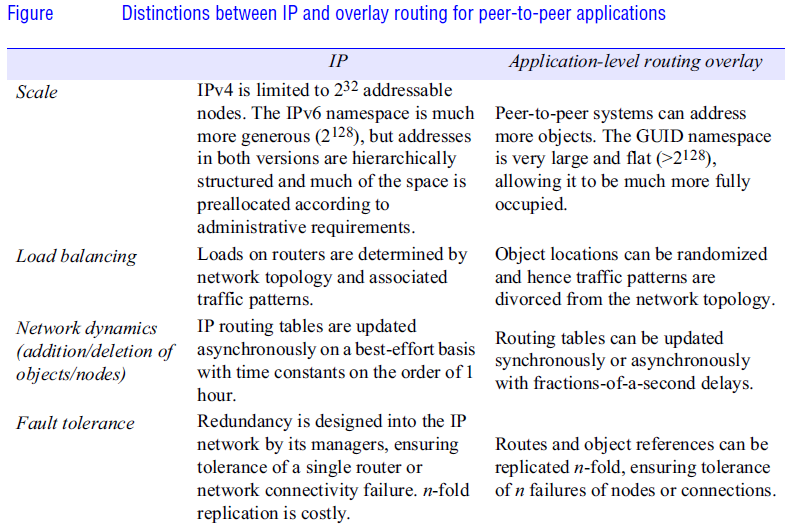 Figure Distinctions between IP and overlay routing for peer-to-peer applications
IP Application-level routing overlay
Scale
IPv4 is limited to 2³² addressable
nodes. The IPv6 namespace is much
more generous (2¹²⁸), but addresses
in both versions are hierarchically
structured and much of the space is
preallocated according to
administrative requirements.
Peer-to-peer systems can address
more objects. The GUID namespace
is very large and flat (>2¹²⁸),
allowing it to be much more fully
occupied.
Load balancing
Loads on routers are determined by
network topology and associated
traffic patterns.
Object locations can be randomized
and hence traffic patterns are
divorced from the network topology.
Network dynamics
(addition/deletion of
objects/nodes)
IP routing tables are updated
asynchronously on a best-effort basis
with time constants on the order of 1
hour.
Routing tables can be updated
synchronously or asynchronously
with fractions-of-a-second delays.
Fault tolerance
Redundancy is designed into the IP
network by its managers, ensuring
tolerance of a single router or
network connectivity failure. n-fold
replication is costly.
Routes and object references can be
replicated n-fold, ensuring tolerance
of n failures of nodes or connections.